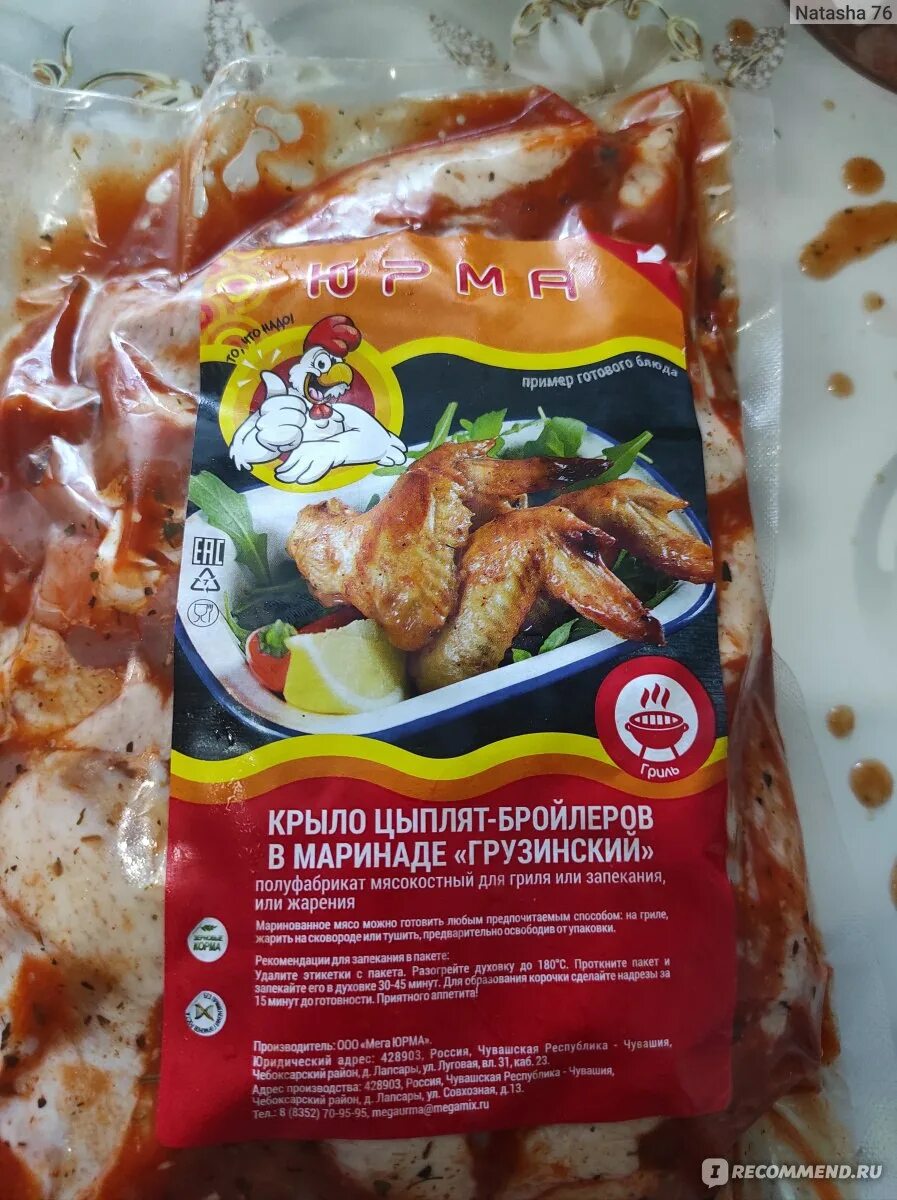 Natasha 76
ЮРМА
ТО, ЧТО НАДО!
пример готового блюда
EAC
7
Гриль
КРЫЛО ЦЫПЛЯТ-БРОЙЛЕРОВ
В МАРИНАДЕ «ГРУЗИНСКИЙ»
полуфабрикат мясокостный для гриля или запекания,
или жарения
Маринованное мясо можно готовить любым предпочитаемым способом: на гриле,
жарить на сковороде или тушить, предварительно освободив от упаковки.
ЗЕРНОВЫЕ
КОРМА
Рекомендации для запекания в пакете:
Удалите этикетки с пакета. Разогрейте духовку до 180°С. Проткните пакет и
запекайте его в духовке 30-45 минут. Для образования корочки сделайте надрезы за
15 минут до готовности. Приятного аппетита!
Производитель: ООО «Мега ЮРМА».
Юридический адрес: 428903, Россия, Чувашская Республика - Чувашия,
Чебоксарский район, д. Лапсары, ул. Луговая, вл. 31, каб. 23.
Адрес производства: 428903, Россия, Чувашская Республика - Чувашия,
Чебоксарский район, д. Лапсары, ул. Совхозная, д.13.
Тел.: 8 (8352) 70-95-95, megaurma@megamix.ru
RECOMMEND.RU